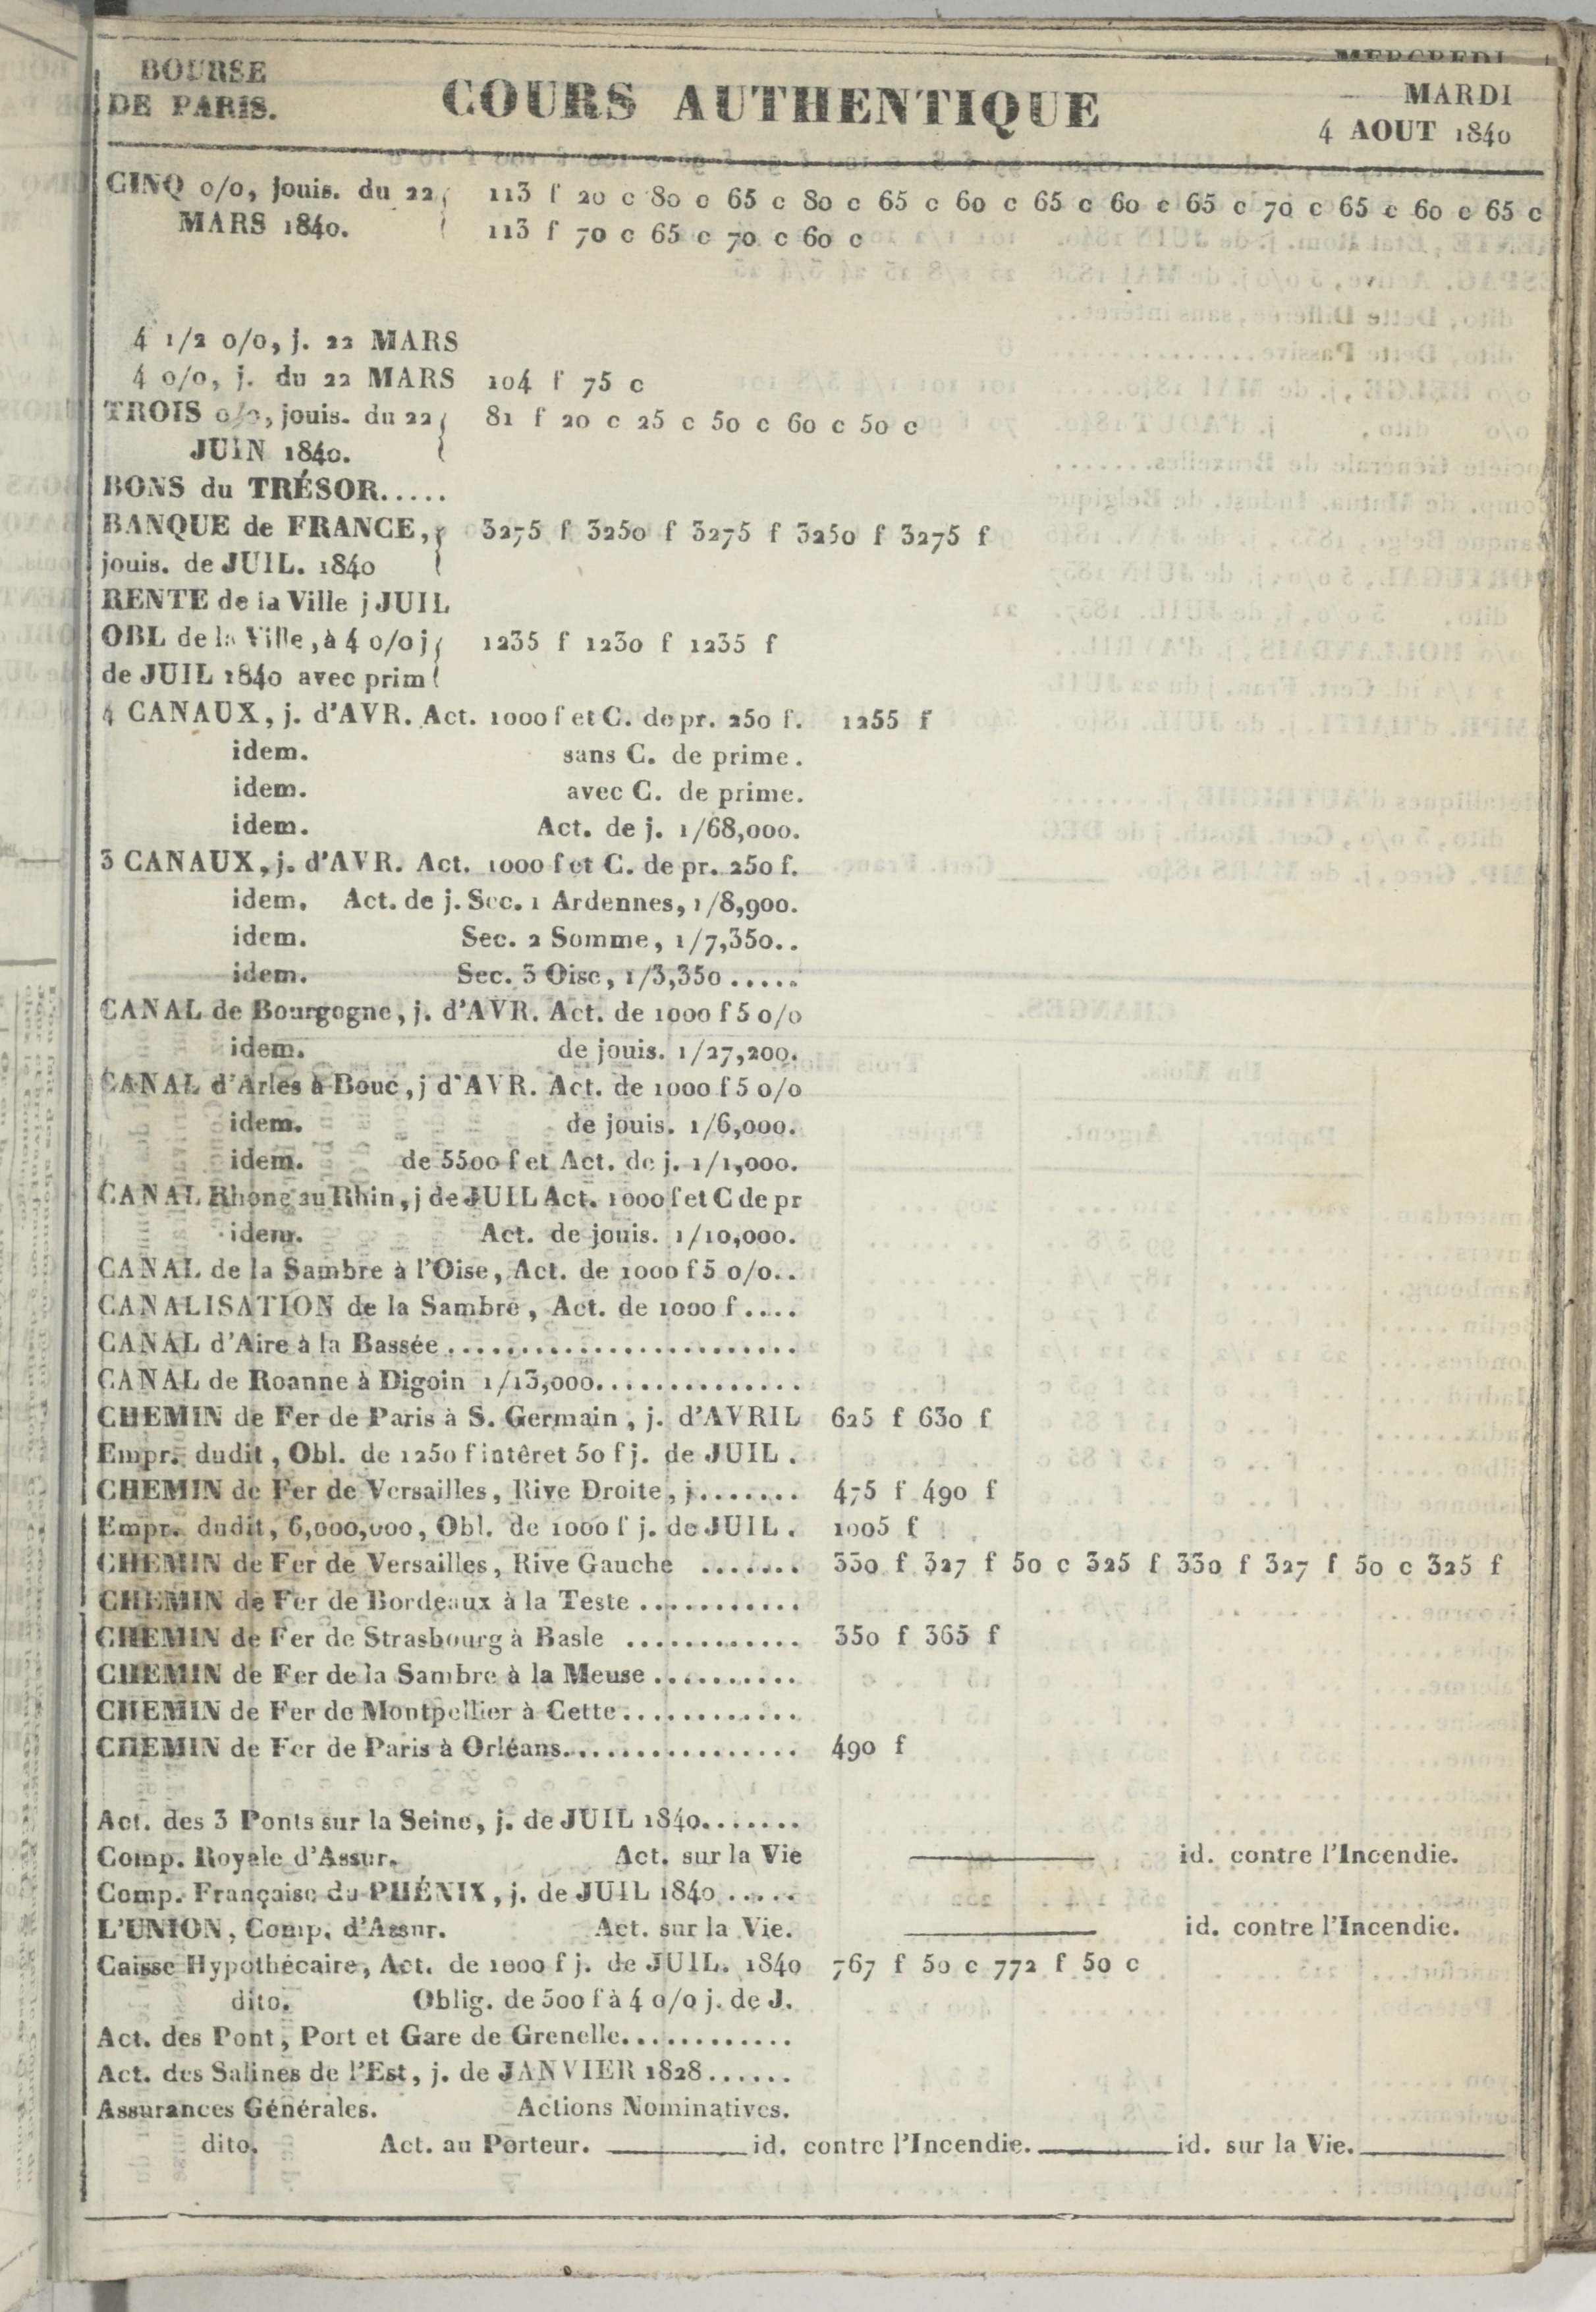 MERCREDI
BOURSE
DE PARIS.
COURS AUTHENTIQUE
MARDI
4 AOUT 1840
CINQ o/o, jouis. du 22 113 f 20 c 80 c 65 c 80 c 65 c 60 c 65 c 60 c 65 c 70 c 65 c 60 c 65 c
MARS 1840. 113 f 70 c 65 c 70 c 60 c
4 1/2 o/o, j. 22 MARS
4 o/o, j. du 22 MARS 104 f 75 c
TROIS o/o, jouis. du 22 81 f 20 c 25 c 50 c 60 c 50 c
JUIN 1840.
BONS du TRÉSOR.....
BANQUE de FRANCE, 3275 f 3250 f 3275 f 3250 f 3275 f
jouis. de JUIL. 1840
RENTE de la Ville j JUIL
OBL de la Ville, à 4 o/o j 1235 f 1230 f 1235 f
de JUIL 1840 avec prim
4 CANAUX, j. d'AVR. Act. 1000 f et C. de pr. 250 f. 1255 f
idem. sans C. de prime.
idem. avec C. de prime.
idem. Act. de j. 1/68,000.
3 CANAUX, j. d'AVR. Act. 1000 f et C. de pr. 250 f.
idem. Act. de j. Sec. 1 Ardennes, 1/8,900.
idem. Sec. 2 Somme, 1/7,350..
idem. Sec. 3 Oise, 1/3,350.....
CANAL de Bourgogne, j. d'AVR. Act. de 1000 f 5 o/o
idem. de jouis. 1/27,200.
CANAL d'Arles à Bouc, j d'AVR. Act. de 1000 f 5 o/o
idem. de jouis. 1/6,000.
idem. de 5500 f et Act. de j. 1/1,000.
CANAL Rhône au Rhin, j de JUIL Act. 1000 f et C de pr
idem. Act. de jouis. 1/10,000.
CANAL de la Sambre à l'Oise, Act. de 1000 f 5 o/o..
CANALISATION de la Sambre, Act. de 1000 f....
CANAL d'Aire à la Bassée........................
CANAL de Roanne à Digoin 1/13,000..............
CHEMIN de Fer de Paris à S. Germain, j. d'AVRIL 625 f 630 f
Empr. dudit, Obl. de 1250 f intêret 50 f j. de JUIL.
CHEMIN de Fer de Versailles, Rive Droite, j....... 475 f 490 f
Empr. dudit, 6,000,000, Obl. de 1000 f j. de JUIL. 1005 f
CHEMIN de Fer de Versailles, Rive Gauche ....... 330 f 327 f 50 c 325 f 330 f 327 f 50 c 325 f
CHEMIN de Fer de Bordeaux à la Teste ...........
CHEMIN de Fer de Strasbourg à Basle ............ 350 f 365 f
CHEMIN de Fer de la Sambre à la Meuse ..........
CHEMIN de Fer de Montpellier à Cette............
CHEMIN de Fer de Paris à Orléans................ 490 f
Act. des 3 Ponts sur la Seine, j. de JUIL 1840.......
Comp. Royale d'Assur. Act. sur la Vie id. contre l'Incendie.
Comp. Française du PHÉNIX, j. de JUIL 1840 .....
L'UNION, Comp. d'Assur. Act. sur la Vie. id. contre l'Incendie.
Caisse Hypothécaire, Act. de 1000 f j. de JUIL. 1840 767 f 50 c 772 f 50 c
dito. Oblig. de 500 f à 4 o/o j. de J.
Act. des Pont, Port et Gare de Grenelle............
Act. des Salines de l'Est, j. de JANVIER 1828......
Assurances Générales. Actions Nominatives.
dito. Act. au Porteur. id. contre l'Incendie. id. sur la Vie.